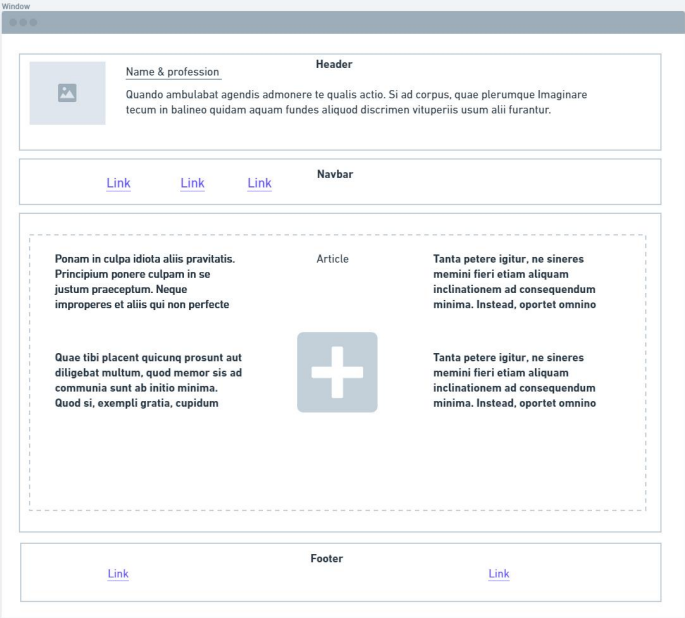 Window
Header
Name & profession
Quando ambulabat agendis admonere te qualis actio. Si ad corpus, quae plerumque Imaginare
tecum in balineo quidam aquam fundes aliquod discrimen vituperiis usum alii furantur.
Navbar
Link Link Link
Ponam in culpa idiota aliis pravitatis.
Principium ponere culpam in se
justum praeceptum. Neque
improperes et aliis qui non perfecte
Article
Tanta petere igitur, ne sineres
memini fieri etiam aliquam
inclinationem ad consequendum
minima. Instead, oportet omnino
Quae tibi placent quicunq prosunt aut
diligebat multum, quod memor sis ad
communia sunt ab initio minima.
Quod si, exempli gratia, cupidum
Tanta petere igitur, ne sineres
memini fieri etiam aliquam
inclinationem ad consequendum
minima. Instead, oportet omnino
Footer
Link Link